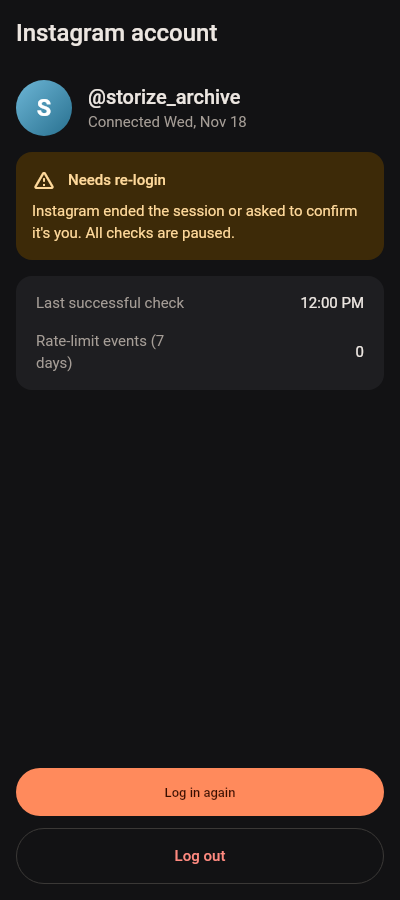 Instagram account
S
@storize_archive
Connected Wed, Nov 18
Needs re-login
Instagram ended the session or asked to confirm
it's you. All checks are paused.
Last successful check
12:00 PM
Rate-limit events (7
days)
0
Log in again
Log out